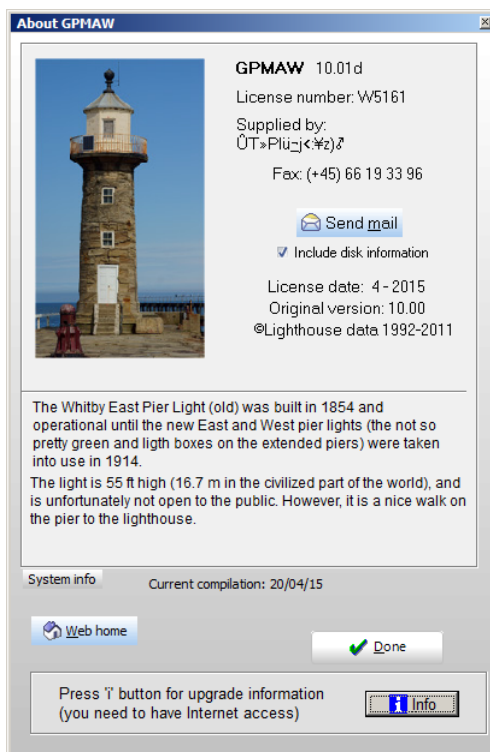 About GPMAW
GPMAW 10.01d
License number: W5161
Supplied by:
Fax: (+45) 66 19 33 96
Send mail
Include disk information
License date: 4 - 2015
Original version: 10.00
©Lighthouse data 1992-2011
The Whitby East Pier Light (old) was built in 1854 and
operational until the new East and West pier lights (the not so
pretty green and ligth boxes on the extended piers) were taken
into use in 1914.
The light is 55 ft high (16.7 m in the civilized part of the world), and
is unfortunately not open to the public. However, it is a nice walk on
the pier to the lighthouse.
System info
Current compilation: 20/04/15
Web home
Done
Press 'i' button for upgrade information
(you need to have Internet access)
i Info